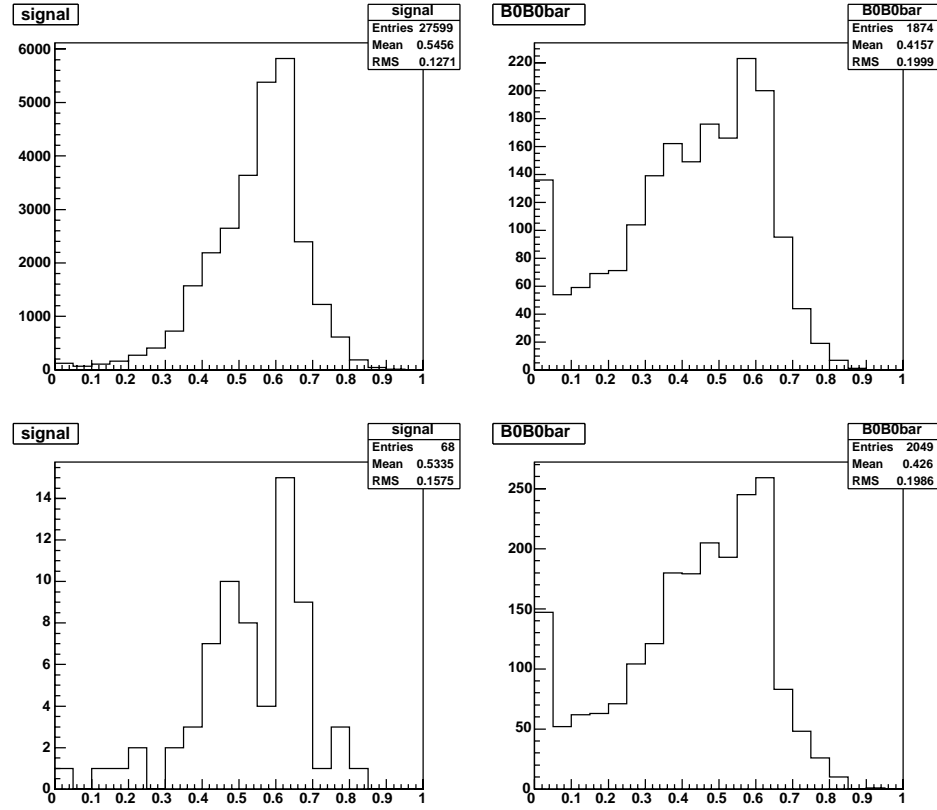 signal
signal
Entries 27599
Mean 0.5456
RMS 0.1271
6000
5000
4000
3000
2000
1000
0
0 0.1 0.2 0.3 0.4 0.5 0.6 0.7 0.8 0.9 1
B0B0bar
B0B0bar
Entries 1874
Mean 0.4157
RMS 0.1999
220
200
180
160
140
120
100
80
60
40
20
0
0 0.1 0.2 0.3 0.4 0.5 0.6 0.7 0.8 0.9 1
signal
signal
Entries 68
Mean 0.5335
RMS 0.1575
14
12
10
8
6
4
2
0
0 0.1 0.2 0.3 0.4 0.5 0.6 0.7 0.8 0.9 1
B0B0bar
B0B0bar
Entries 2049
Mean 0.426
RMS 0.1986
250
200
150
100
50
0
0 0.1 0.2 0.3 0.4 0.5 0.6 0.7 0.8 0.9 1